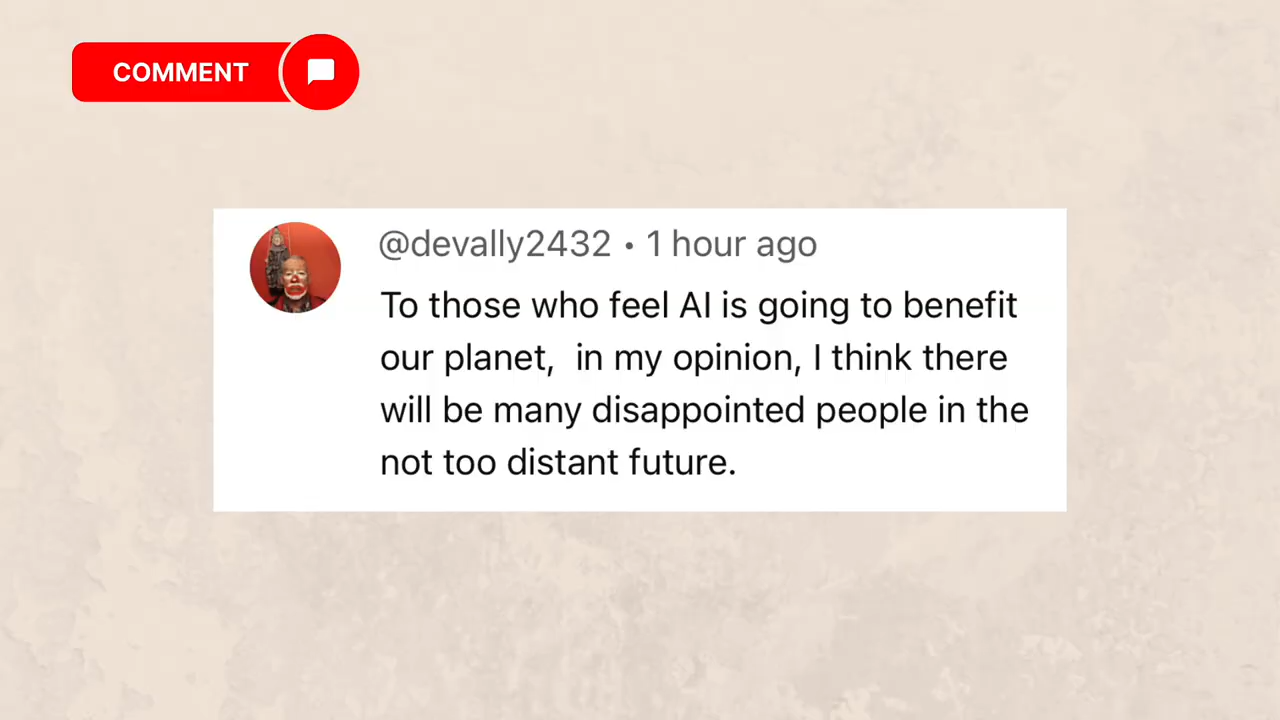 COMMENT
@devally2432 • 1 hour ago
To those who feel AI is going to benefit
our planet,  in my opinion, I think there
will be many disappointed people in the
not too distant future.